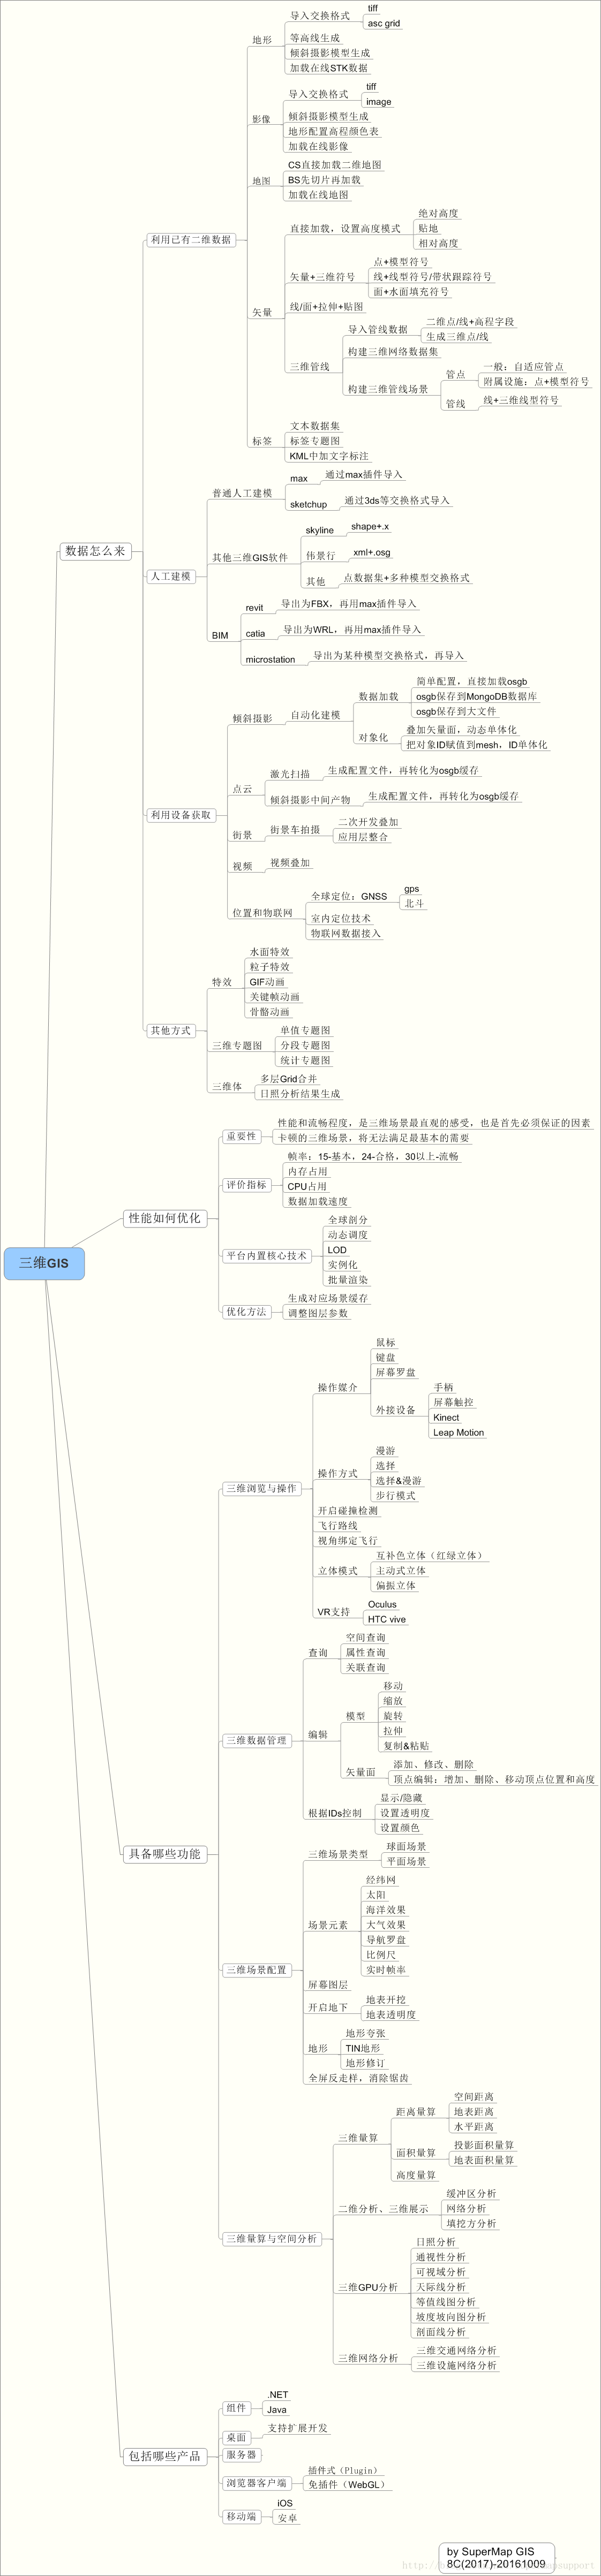 三维GIS
数据怎么来
利用已有二维数据
地形
导入交换格式
tiff
asc grid
等高线生成
倾斜摄影模型生成
加载在线STK数据
影像
导入交换格式
tiff
image
倾斜摄影模型生成
地形配置高程颜色表
加载在线影像
地图
CS直接加载二维地图
BS先切片再加载
加载在线地图
矢量
直接加载，设置高度模式
绝对高度
贴地
相对高度
矢量+三维符号
点+模型符号
线+线型符号/带状跟踪符号
面+水面填充符号
线/面+拉伸+贴图
三维管线
导入管线数据
二维点/线+高程字段
生成三维点/线
构建三维网络数据集
构建三维管线场景
管点
一般：自适应管点
附属设施：点+模型符号
管线
线+三维线型符号
标签
文本数据集
标签专题图
KML中加文字标注
人工建模
普通人工建模
max
通过max插件导入
sketchup
通过3ds等交换格式导入
其他三维GIS软件
skyline
shape+.x
伟景行
xml+.osg
其他
点数据集+多种模型交换格式
BIM
revit
导出为FBX，再用max插件导入
catia
导出为WRL，再用max插件导入
microstation
导出为某种模型交换格式，再导入
利用设备获取
倾斜摄影
自动化建模
数据加载
简单配置，直接加载osgb
osgb保存到MongoDB数据库
osgb保存到大文件
对象化
叠加矢量面，动态单体化
把对象ID赋值到mesh，ID单体化
点云
激光扫描
生成配置文件，再转化为osgb缓存
倾斜摄影中间产物
生成配置文件，再转化为osgb缓存
街景
街景车拍摄
二次开发叠加
应用层整合
视频
视频叠加
位置和物联网
全球定位：GNSS
gps
北斗
室内定位技术
物联网数据接入
其他方式
特效
水面特效
粒子特效
GIF动画
关键帧动画
骨骼动画
三维专题图
单值专题图
分段专题图
统计专题图
三维体
多层Grid合并
日照分析结果生成
性能如何优化
重要性
性能和流畅程度，是三维场景最直观的感受，也是首先必须保证的因素
卡顿的三维场景，将无法满足最基本的需要
评价指标
帧率：15-基本，24-合格，30以上-流畅
内存占用
CPU占用
数据加载速度
平台内置核心技术
全球剖分
动态调度
LOD
实例化
批量渲染
优化方法
生成对应场景缓存
调整图层参数
具备哪些功能
三维浏览与操作
操作媒介
鼠标
键盘
屏幕罗盘
外接设备
手柄
屏幕触控
Kinect
Leap Motion
操作方式
漫游
选择
选择&漫游
步行模式
开启碰撞检测
飞行路线
视角绑定飞行
立体模式
互补色立体（红绿立体）
主动式立体
偏振立体
VR支持
Oculus
HTC vive
三维数据管理
查询
空间查询
属性查询
关联查询
编辑
模型
移动
缩放
旋转
拉伸
复制&粘贴
矢量面
添加、修改、删除
顶点编辑：增加、删除、移动顶点位置和高度
根据IDs控制
显示/隐藏
设置透明度
设置颜色
三维场景配置
三维场景类型
球面场景
平面场景
场景元素
经纬网
太阳
海洋效果
大气效果
导航罗盘
比例尺
实时帧率
屏幕图层
开启地下
地表开挖
地表透明度
地形
地形夸张
TIN地形
地形修订
全屏反走样，消除锯齿
三维量算与空间分析
三维量算
距离量算
空间距离
地表距离
水平距离
面积量算
投影面积量算
地表面积量算
高度量算
二维分析、三维展示
缓冲区分析
网络分析
填挖方分析
三维GPU分析
日照分析
通视性分析
可视域分析
天际线分析
等值线图分析
坡度坡向图分析
剖面线分析
三维网络分析
三维交通网络分析
三维设施网络分析
包括哪些产品
组件
.NET
Java
桌面
支持扩展开发
服务器
浏览器客户端
插件式（Plugin）
免插件（WebGL）
移动端
iOS
安卓
by SuperMap GIS
8C(2017)-20161009